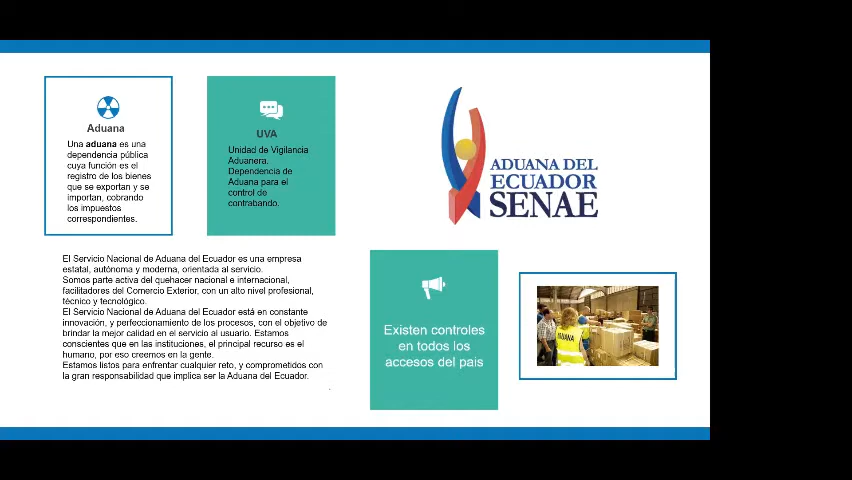 Aduana
Una aduana es una
dependencia pública
cuya función es el
registro de los bienes
que se exportan y se
importan, cobrando
los impuestos
correspondientes.
UVA
Unidad de Vigilancia
Aduanera.
Dependencia de
Aduana para el
control de
contrabando.
ADUANA DEL
ECUADOR
SENAE
El Servicio Nacional de Aduana del Ecuador es una empresa
estatal, autónoma y moderna, orientada al servicio.
Somos parte activa del quehacer nacional e internacional,
facilitadores del Comercio Exterior, con un alto nivel profesional,
técnico y tecnológico.
El Servicio Nacional de Aduana del Ecuador está en constante
innovación, y perfeccionamiento de los procesos, con el objetivo de
brindar la mejor calidad en el servicio al usuario. Estamos
conscientes que en las instituciones, el principal recurso es el
humano, por eso creemos en la gente.
Estamos listos para enfrentar cualquier reto, y comprometidos con
la gran responsabilidad que implica ser la Aduana del Ecuador.
.
Existen controles
en todos los
accesos del pais
ADUANA